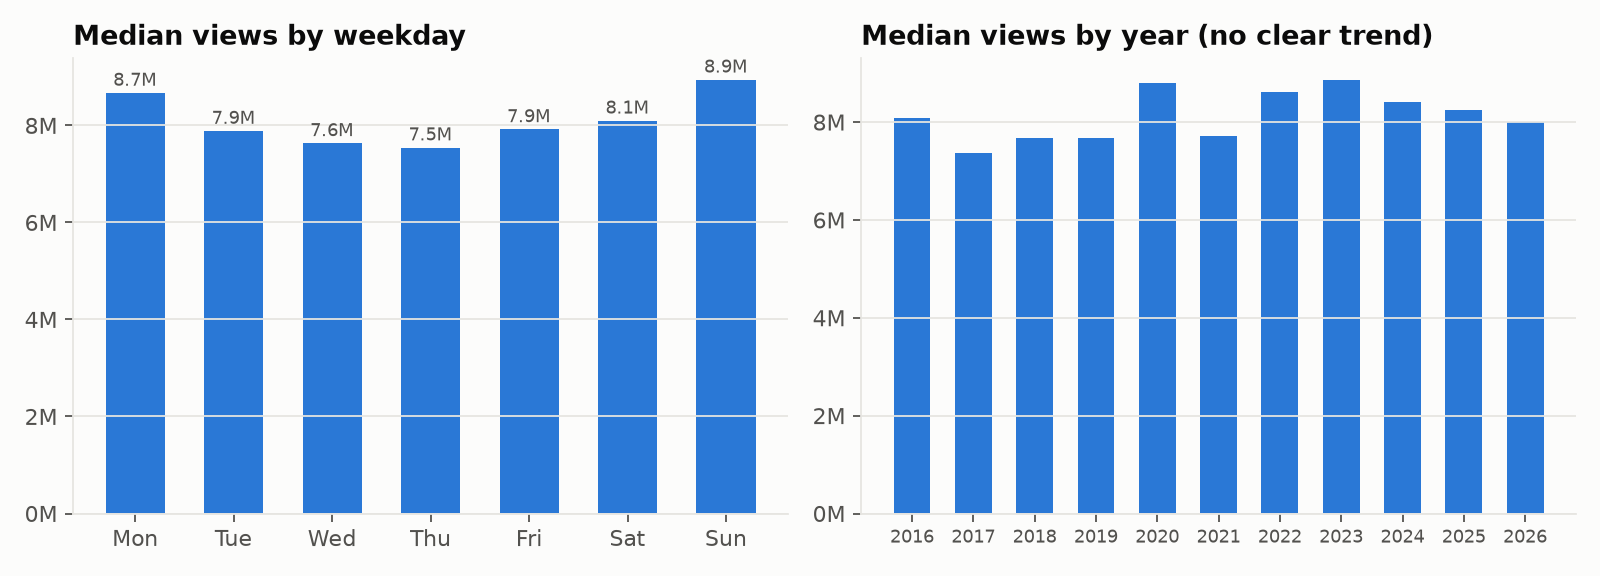 Median views by weekday
8.7M
7.9M
7.6M
7.5M
7.9M
8.1M
8.9M
8M
6M
4M
2M
0M
Mon Tue Wed Thu Fri Sat Sun
Median views by year (no clear trend)
8M
6M
4M
2M
0M
2016 2017 2018 2019 2020 2021 2022 2023 2024 2025 2026